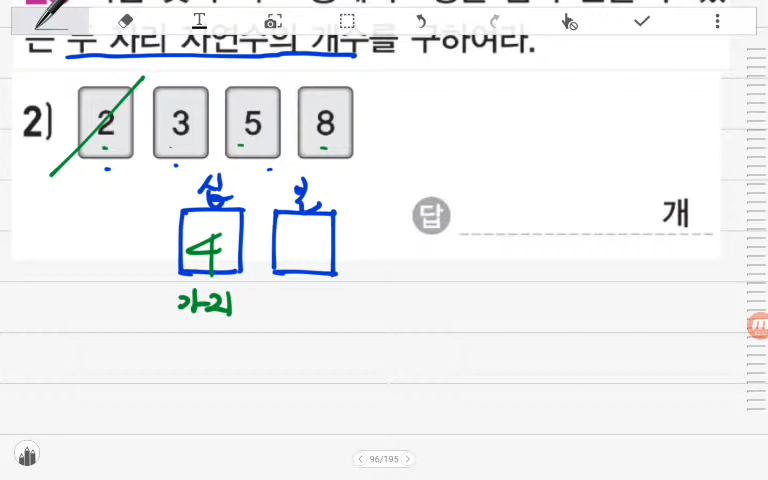 는 두 자리 자연수의 개수를 구하여라.
2) 2 3 5 8
십 일
4
가지
답 개
96/195